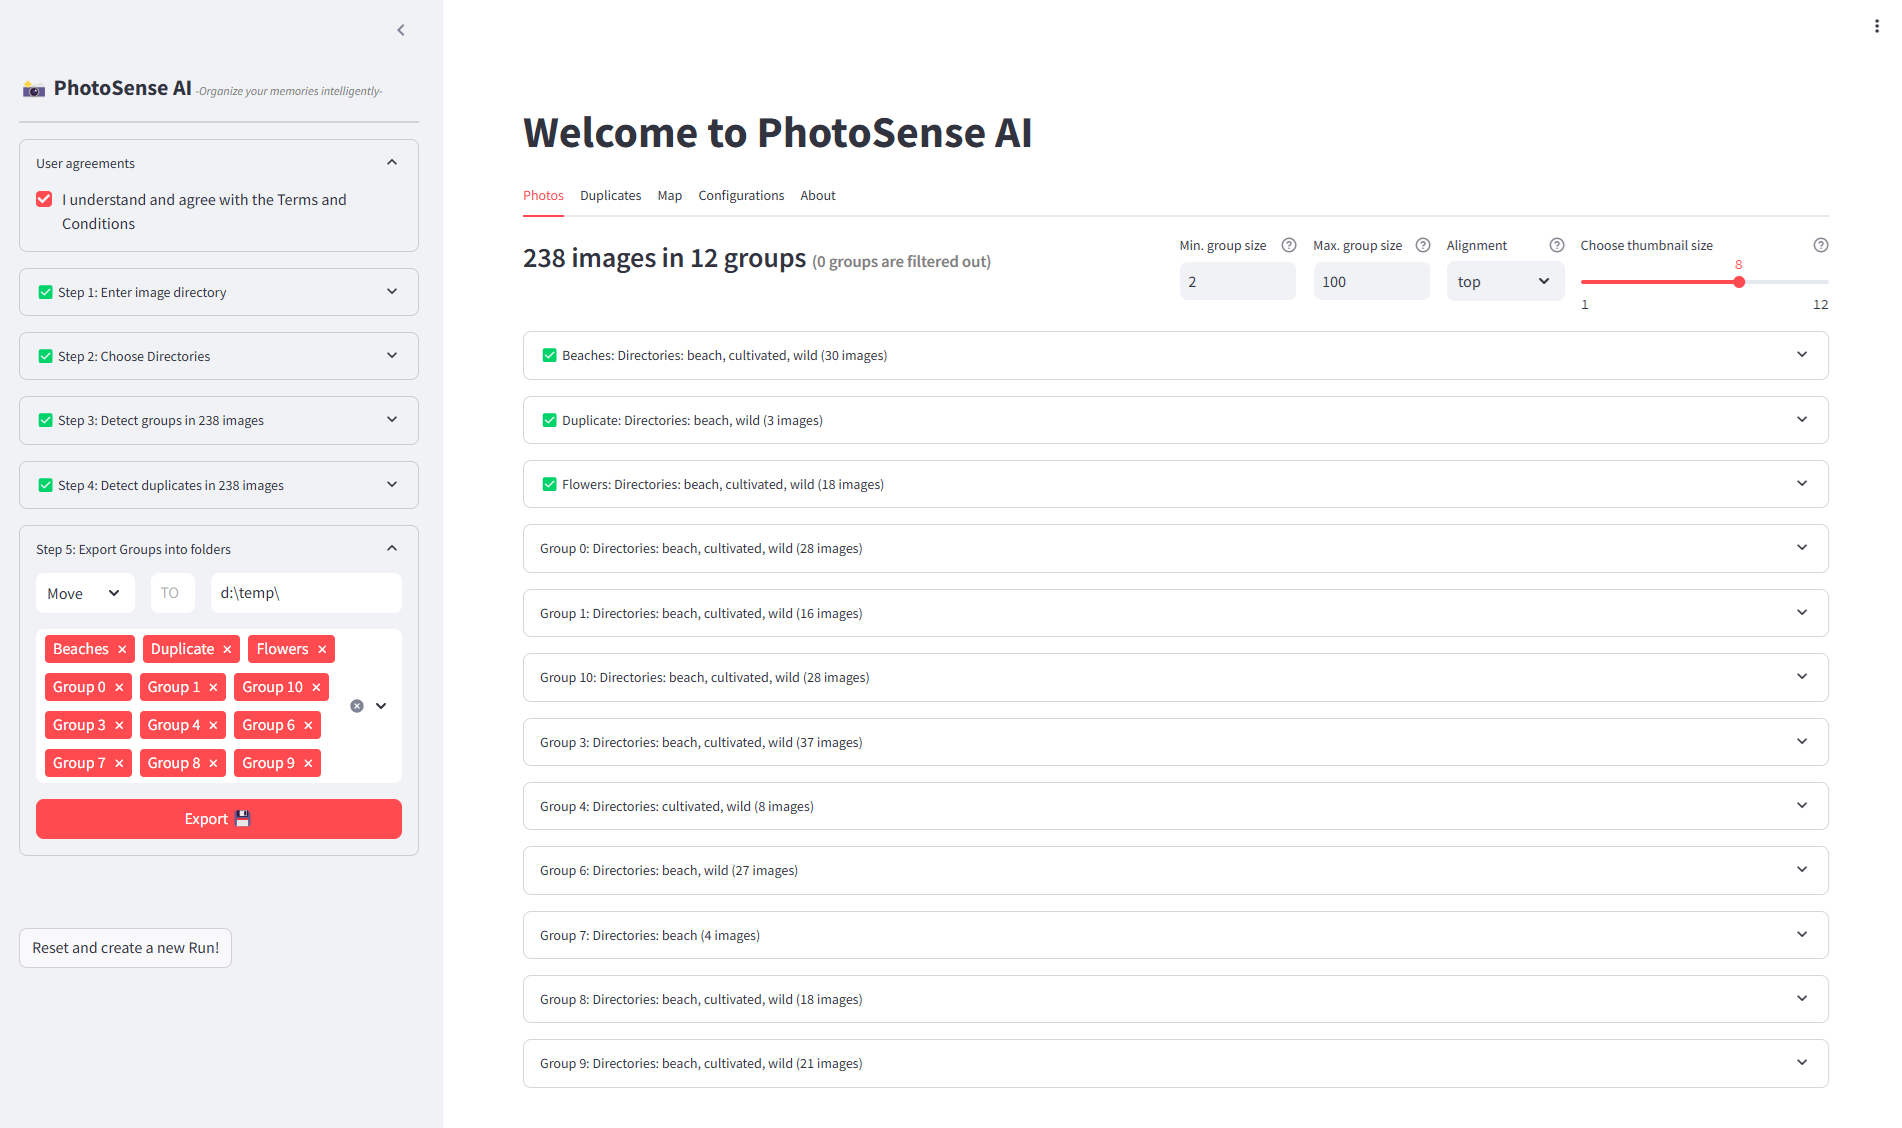 PhotoSense AI -Organize your memories intelligently-
User agreements
I understand and agree with the Terms and
Conditions
Step 1: Enter image directory
Step 2: Choose Directories
Step 3: Detect groups in 238 images
Step 4: Detect duplicates in 238 images
Step 5: Export Groups into folders
Move TO d:\temp\
Beaches Duplicate Flowers
Group 0 Group 1 Group 10
Group 3 Group 4 Group 6
Group 7 Group 8 Group 9
Export
Reset and create a new Run!
Welcome to PhotoSense AI
Photos Duplicates Map Configurations About
238 images in 12 groups (0 groups are filtered out)
Min. group size
2
Max. group size
100
Alignment
top
Choose thumbnail size
8
1 12
Beaches: Directories: beach, cultivated, wild (30 images)
Duplicate: Directories: beach, wild (3 images)
Flowers: Directories: beach, cultivated, wild (18 images)
Group 0: Directories: beach, cultivated, wild (28 images)
Group 1: Directories: beach, cultivated, wild (16 images)
Group 10: Directories: beach, cultivated, wild (28 images)
Group 3: Directories: beach, cultivated, wild (37 images)
Group 4: Directories: cultivated, wild (8 images)
Group 6: Directories: beach, wild (27 images)
Group 7: Directories: beach (4 images)
Group 8: Directories: beach, cultivated, wild (18 images)
Group 9: Directories: beach, cultivated, wild (21 images)